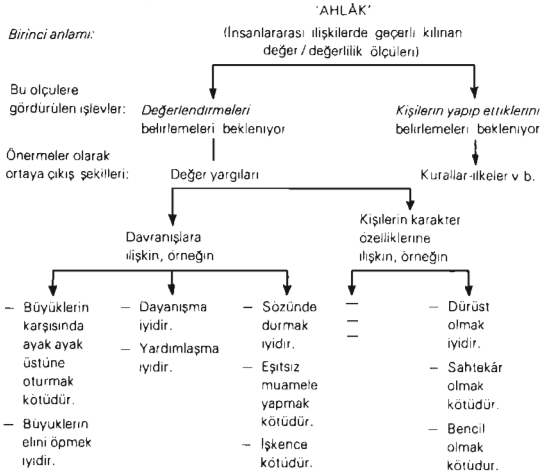 'AHLÂK'
Birinci anlamı:
(İnsanlararası ilişkilerde geçerli kılınan
değer/değerlilik ölçüleri)
Bu ölçülere
gördürülen işlevler:
Değerlendirmeleri
belirlemeleri bekleniyor
Kişilerin yapıp ettiklerini
belirlemeleri bekleniyor
Önermeler olarak
ortaya çıkış şekilleri:
Değer yargıları
Kurallar-ilkeler v b.
Davranışlara
ilişkin, örneğin
Kişilerin karakter
özelliklerine
ilişkin, örneğin
— Büyüklerin
karşısında
ayak ayak
üstüne
oturmak
kötüdür.
— Büyüklerin
elini öpmek
iyidir.
— Dayanışma
iyidir.
— Yardımlaşma
iyidir.
— Sözünde
durmak
iyidir.
— Eşitsiz
muamele
yapmak
kötüdür.
— İşkence
kötüdür.
—
—
—
— Dürüst
olmak
iyidir.
— Sahtekâr
olmak
kötüdür.
— Bencil
olmak
kötüdür.